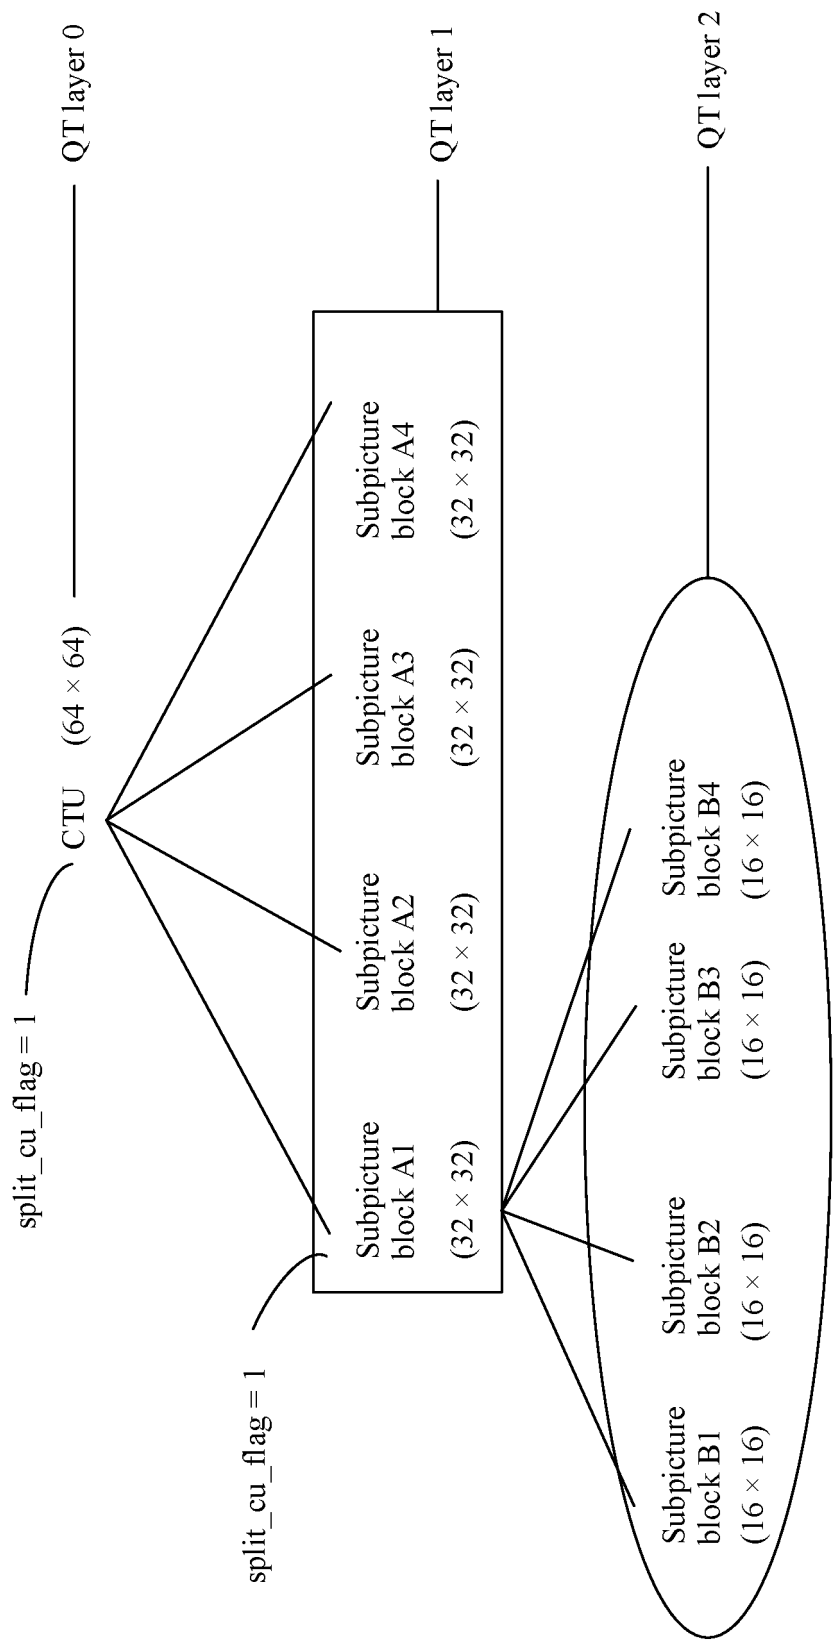 split_cu_flag = 1
CTU (64 × 64)
QT layer 0
split_cu_flag = 1
Subpicture
block A1
(32 × 32)
Subpicture
block A2
(32 × 32)
Subpicture
block A3
(32 × 32)
Subpicture
block A4
(32 × 32)
QT layer 1
Subpicture
block B1
(16 × 16)
Subpicture
block B2
(16 × 16)
Subpicture
block B3
(16 × 16)
Subpicture
block B4
(16 × 16)
QT layer 2